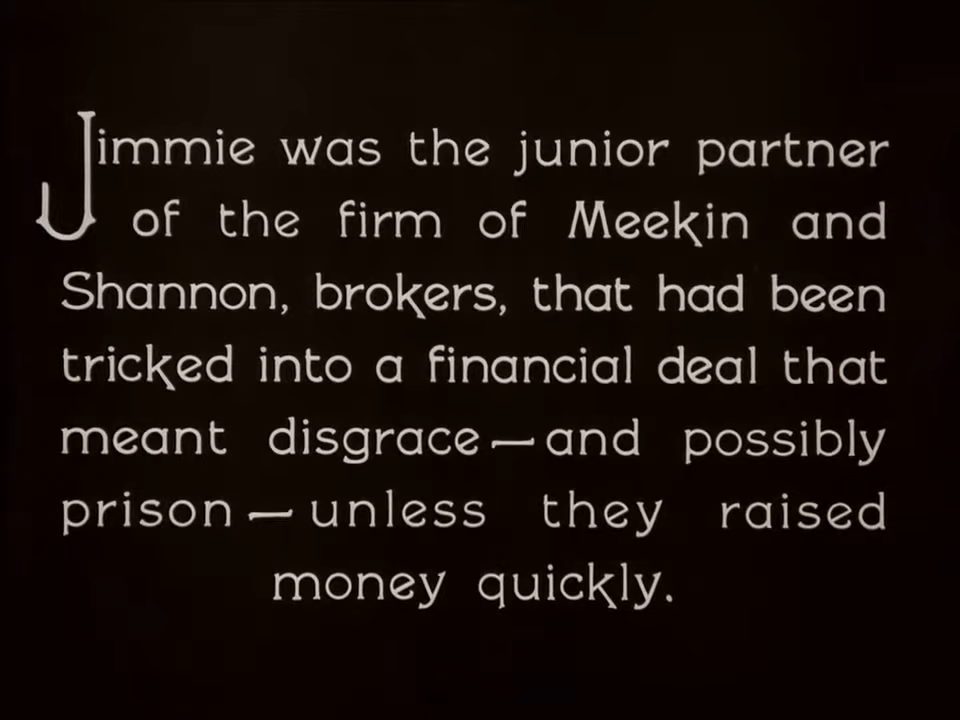 Jimmie was the junior partner
of the firm of Meekin and
Shannon, brokers, that had been
tricked into a financial deal that
meant disgrace—and possibly
prison—unless they raised
money quickly.